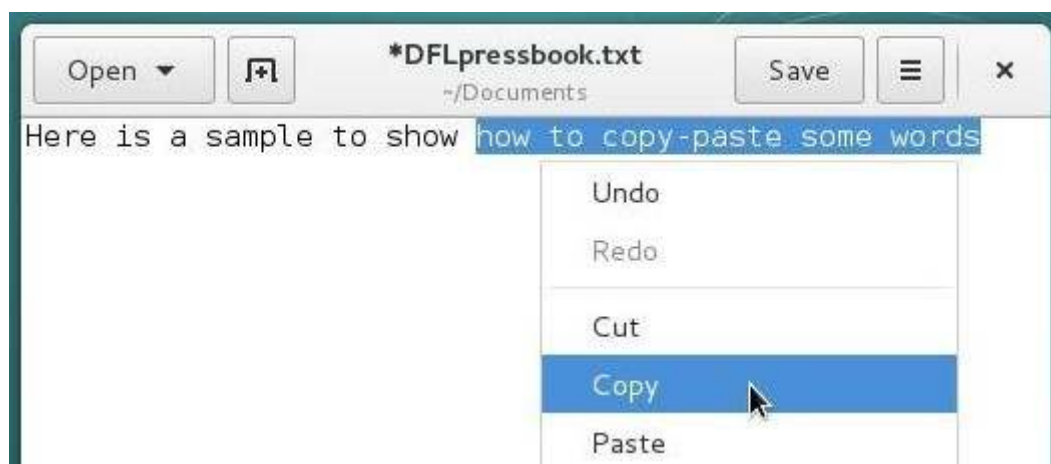 Open
*DFLpressbook.txt
~/Documents
Save
Here is a sample to show how to copy-paste some words
Undo
Redo
Cut
Copy
Paste